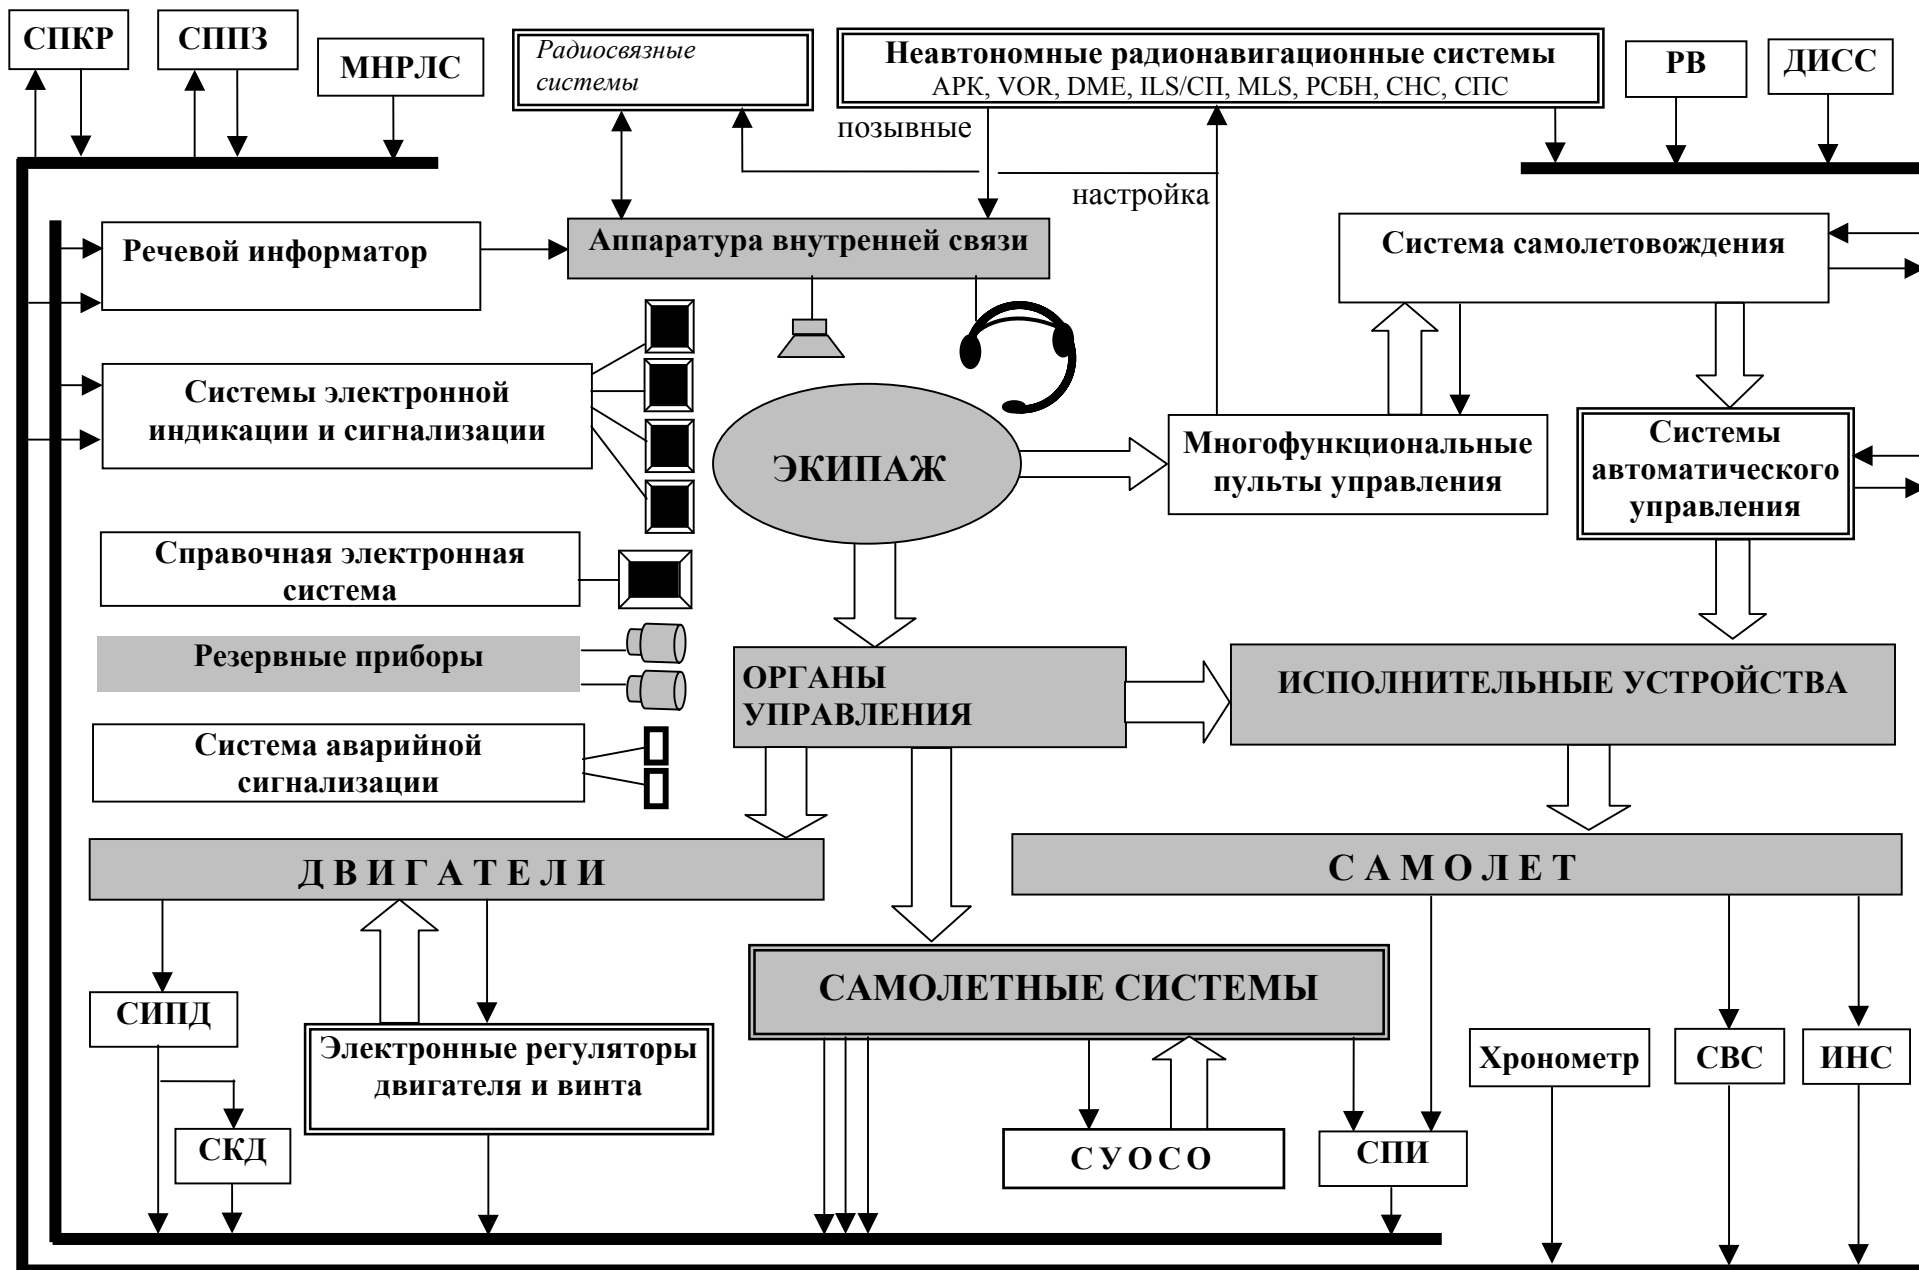 СПКР
СППЗ
МНРЛС
Радиосвязные
системы
Неавтономные радионавигационные системы
АРК, VOR, DME, ILS/СП, MLS, РСБН, СНС, СПС
РВ
ДИСС
позывные
настройка
Речевой информатор
Аппаратура внутренней связи
Система самолетовождения
Системы электронной
индикации и сигнализации
ЭКИПАЖ
Многофункциональные
пульты управления
Системы
автоматического
управления
Справочная электронная
система
Резервные приборы
ОРГАНЫ
УПРАВЛЕНИЯ
ИСПОЛНИТЕЛЬНЫЕ УСТРОЙСТВА
Система аварийной
сигнализации
Д В И Г А Т Е Л И
С А М О Л Е Т
САМОЛЕТНЫЕ СИСТЕМЫ
СИПД
Электронные регуляторы
двигателя и винта
Хронометр
СВС
ИНС
СКД
С У О С О
СПИ